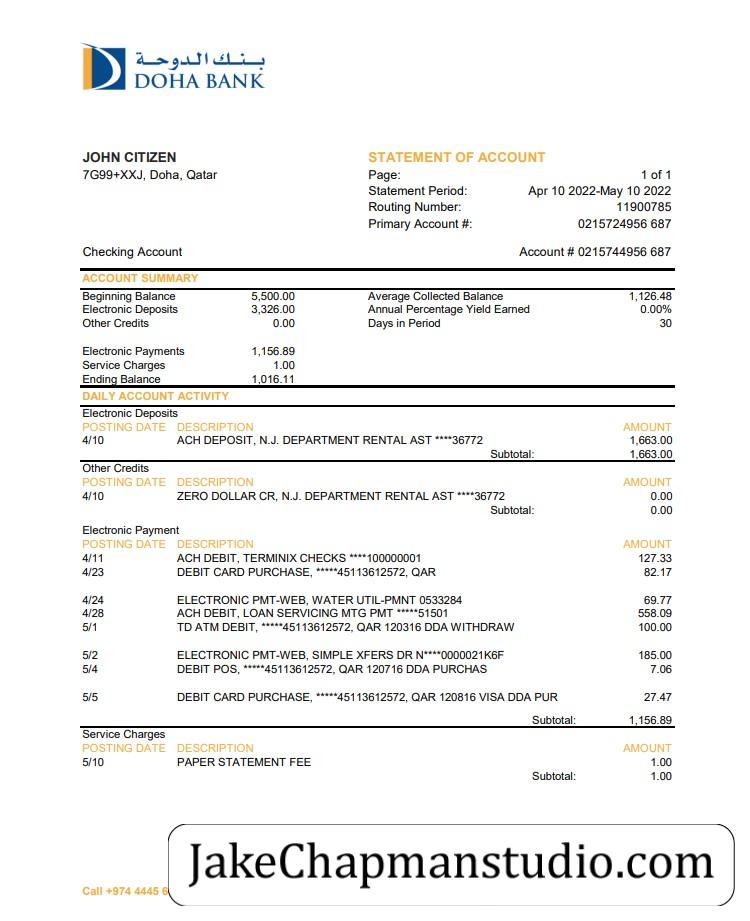 بنك الدوحة
DOHA BANK
JOHN CITIZEN
7G99+XXJ, Doha, Qatar
STATEMENT OF ACCOUNT
Page: 1 of 1
Statement Period: Apr 10 2022-May 10 2022
Routing Number: 11900785
Primary Account #: 0215724956 687
Checking Account Account # 0215744956 687
ACCOUNT SUMMARY
Beginning Balance 5,500.00 Average Collected Balance 1,126.48
Electronic Deposits 3,326.00 Annual Percentage Yield Earned 0.00%
Other Credits 0.00 Days in Period 30
Electronic Payments 1,156.89
Service Charges 1.00
Ending Balance 1,016.11
DAILY ACCOUNT ACTIVITY
Electronic Deposits
POSTING DATE DESCRIPTION AMOUNT
4/10 ACH DEPOSIT, N.J. DEPARTMENT RENTAL AST ****36772 1,663.00
Subtotal: 1,663.00
Other Credits
POSTING DATE DESCRIPTION AMOUNT
4/10 ZERO DOLLAR CR, N.J. DEPARTMENT RENTAL AST ****36772 0.00
Subtotal: 0.00
Electronic Payment
POSTING DATE DESCRIPTION AMOUNT
4/11 ACH DEBIT, TERMINIX CHECKS ****100000001 127.33
4/23 DEBIT CARD PURCHASE, *****45113612572, QAR 82.17
4/24 ELECTRONIC PMT-WEB, WATER UTIL-PMNT 0533284 69.77
4/28 ACH DEBIT, LOAN SERVICING MTG PMT *****51501 558.09
5/1 TD ATM DEBIT, *****45113612572, QAR 120316 DDA WITHDRAW 100.00
5/2 ELECTRONIC PMT-WEB, SIMPLE XFERS DR N****0000021K6F 185.00
5/4 DEBIT POS, *****45113612572, QAR 120716 DDA PURCHAS 7.06
5/5 DEBIT CARD PURCHASE, *****45113612572, QAR 120816 VISA DDA PUR 27.47
Subtotal: 1,156.89
Service Charges
POSTING DATE DESCRIPTION AMOUNT
5/10 PAPER STATEMENT FEE 1.00
Subtotal: 1.00
JakeChapmanstudio.com
Call +974 4445 6